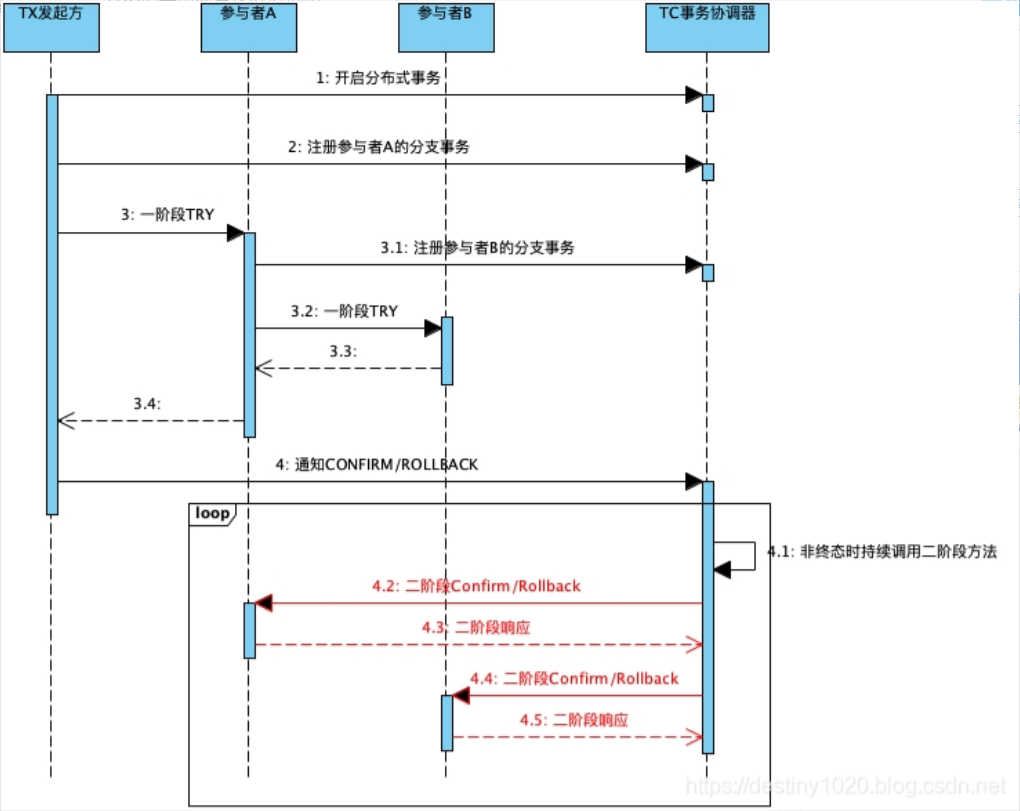 TX发起方
参与者A
参与者B
TC事务协调器
1: 开启分布式事务
2: 注册参与者A的分支事务
3: 一阶段TRY
3.1: 注册参与者B的分支事务
3.2: 一阶段TRY
3.3:
3.4:
4: 通知CONFIRM/ROLLBACK
loop
4.1: 非终态时持续调用二阶段方法
4.2: 二阶段Confirm/Rollback
4.3: 二阶段响应
4.4: 二阶段Confirm/Rollback
4.5: 二阶段响应
https://destiny1020.blog.csdn.net